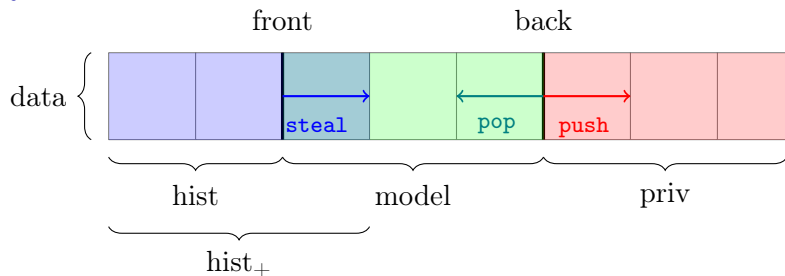 front back
data
steal pop push
hist model priv
hist₊